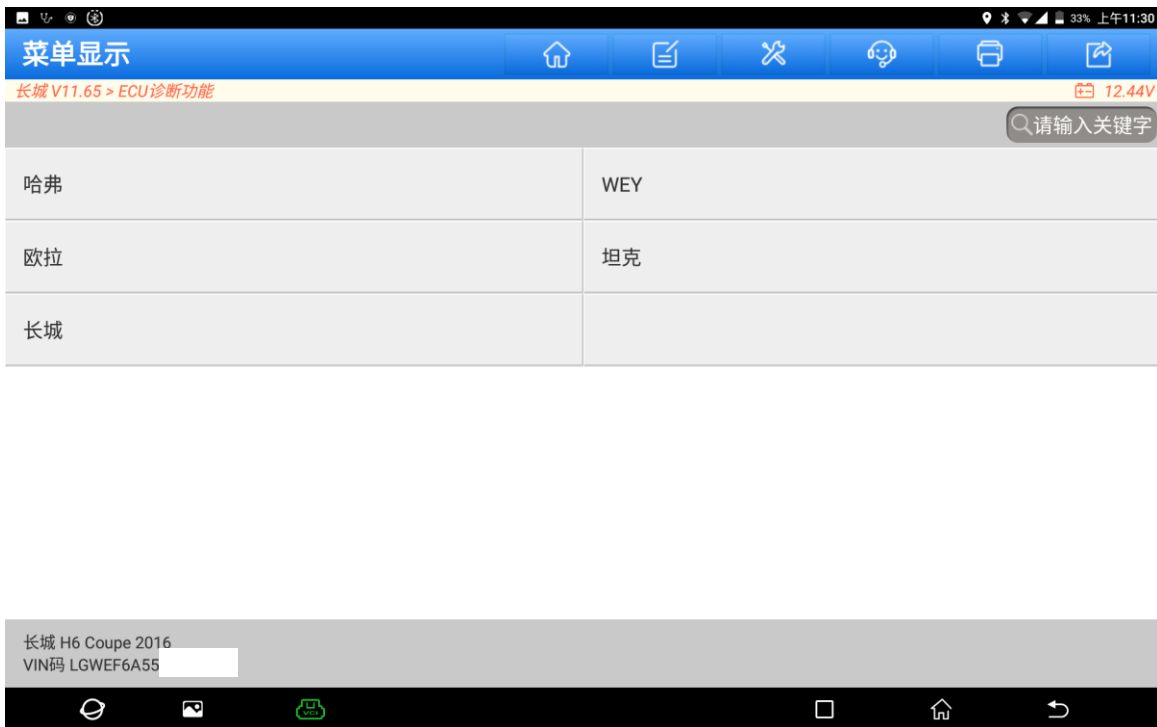 33% 上午11:30
菜单显示
长城 V11.65 > ECU诊断功能 12.44V
请输入关键字
哈弗 WEY
欧拉 坦克
长城
长城 H6 Coupe 2016
VIN码 LGWEF6A55
VCI